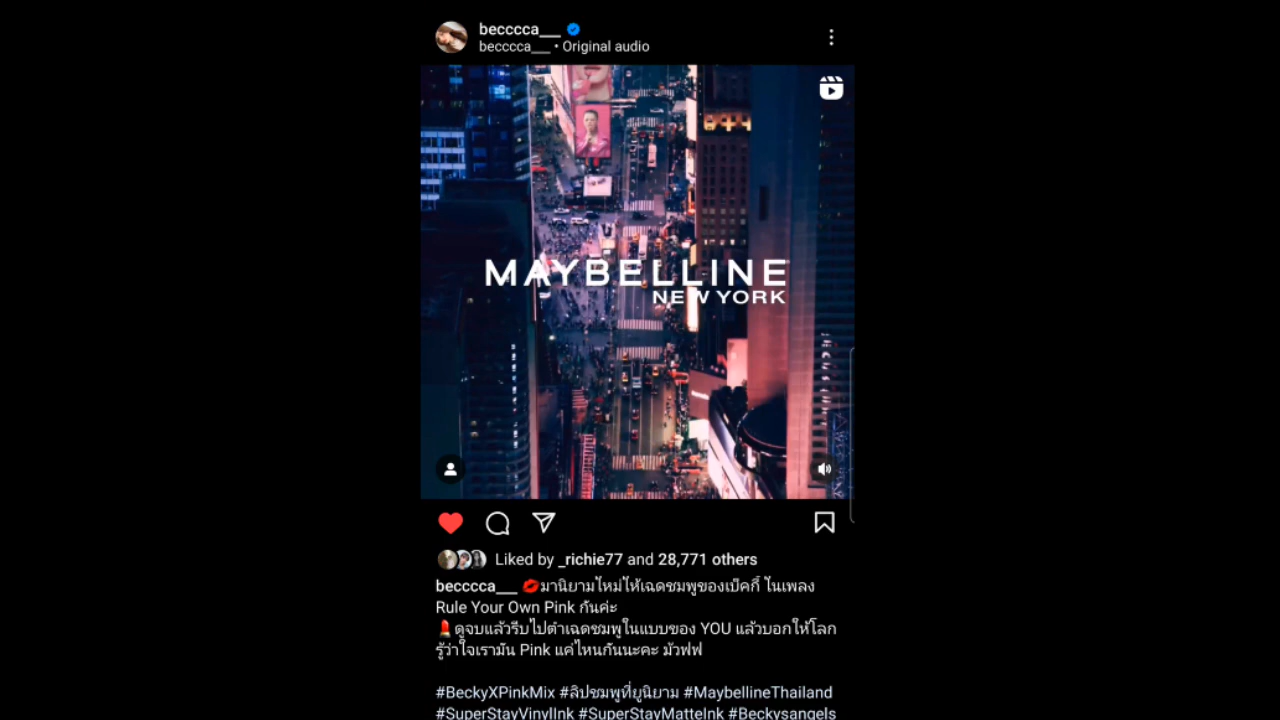 becccca___
becccca___ • Original audio
MAYBELLINE
NEW YORK
Liked by _richie77 and 28,771 others
becccca___ 💋มานิยามใหม่ให้เฉดชมพูของเบ็คกี้ ในเพลง
Rule Your Own Pink กันค่ะ
💄ดูจบแล้วรีบไปตำเฉดชมพูในแบบของ YOU แล้วบอกให้โลก
รู้ว่าใจเรามัน Pink แค่ไหนกันนะคะ มัวฟฟ
#BeckyXPinkMix #ลิปชมพูที่ยูนิยาม #MaybellineThailand
#SuperStayVinylInk #SuperStayMatteInk #Beckysangels